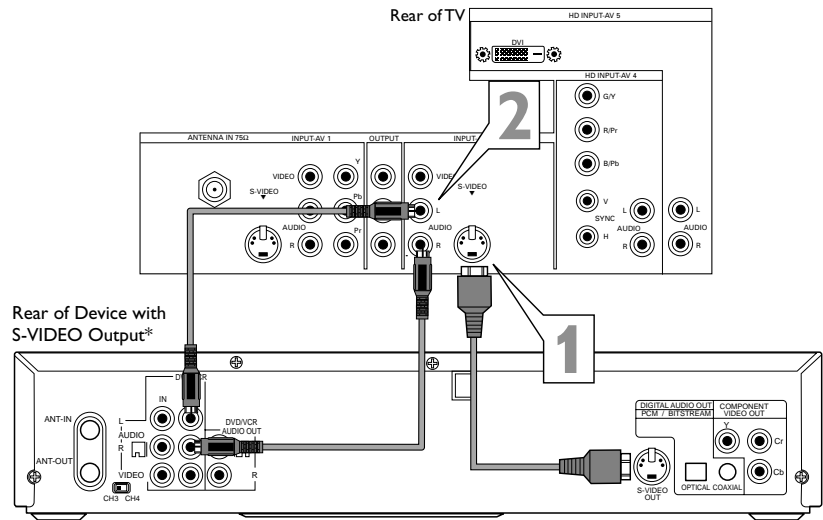 Rear of TV
HD INPUT-AV 5
DVI
HD INPUT-AV 4
G/Y
R/Pr
B/Pb
V
SYNC
H
L
AUDIO
R
L
AUDIO
R
2
ANTENNA IN 75Ω
INPUT-AV 1
OUTPUT
S-VIDEO
VIDEO
Y
Pb
Pr
AUDIO
R
S-VIDEO
L
AUDIO
R
1
Rear of Device with
S-VIDEO Output*
ANT-IN
ANT-OUT
IN
L
AUDIO
R
VIDEO
CH3 CH4
DVD/VCR
AUDIO OUT
R
DIGITAL AUDIO OUT
PCM / BITSTREAM
COMPONENT
VIDEO OUT
Y
Cr
Cb
S-VIDEO
OUT
OPTICAL COAXIAL